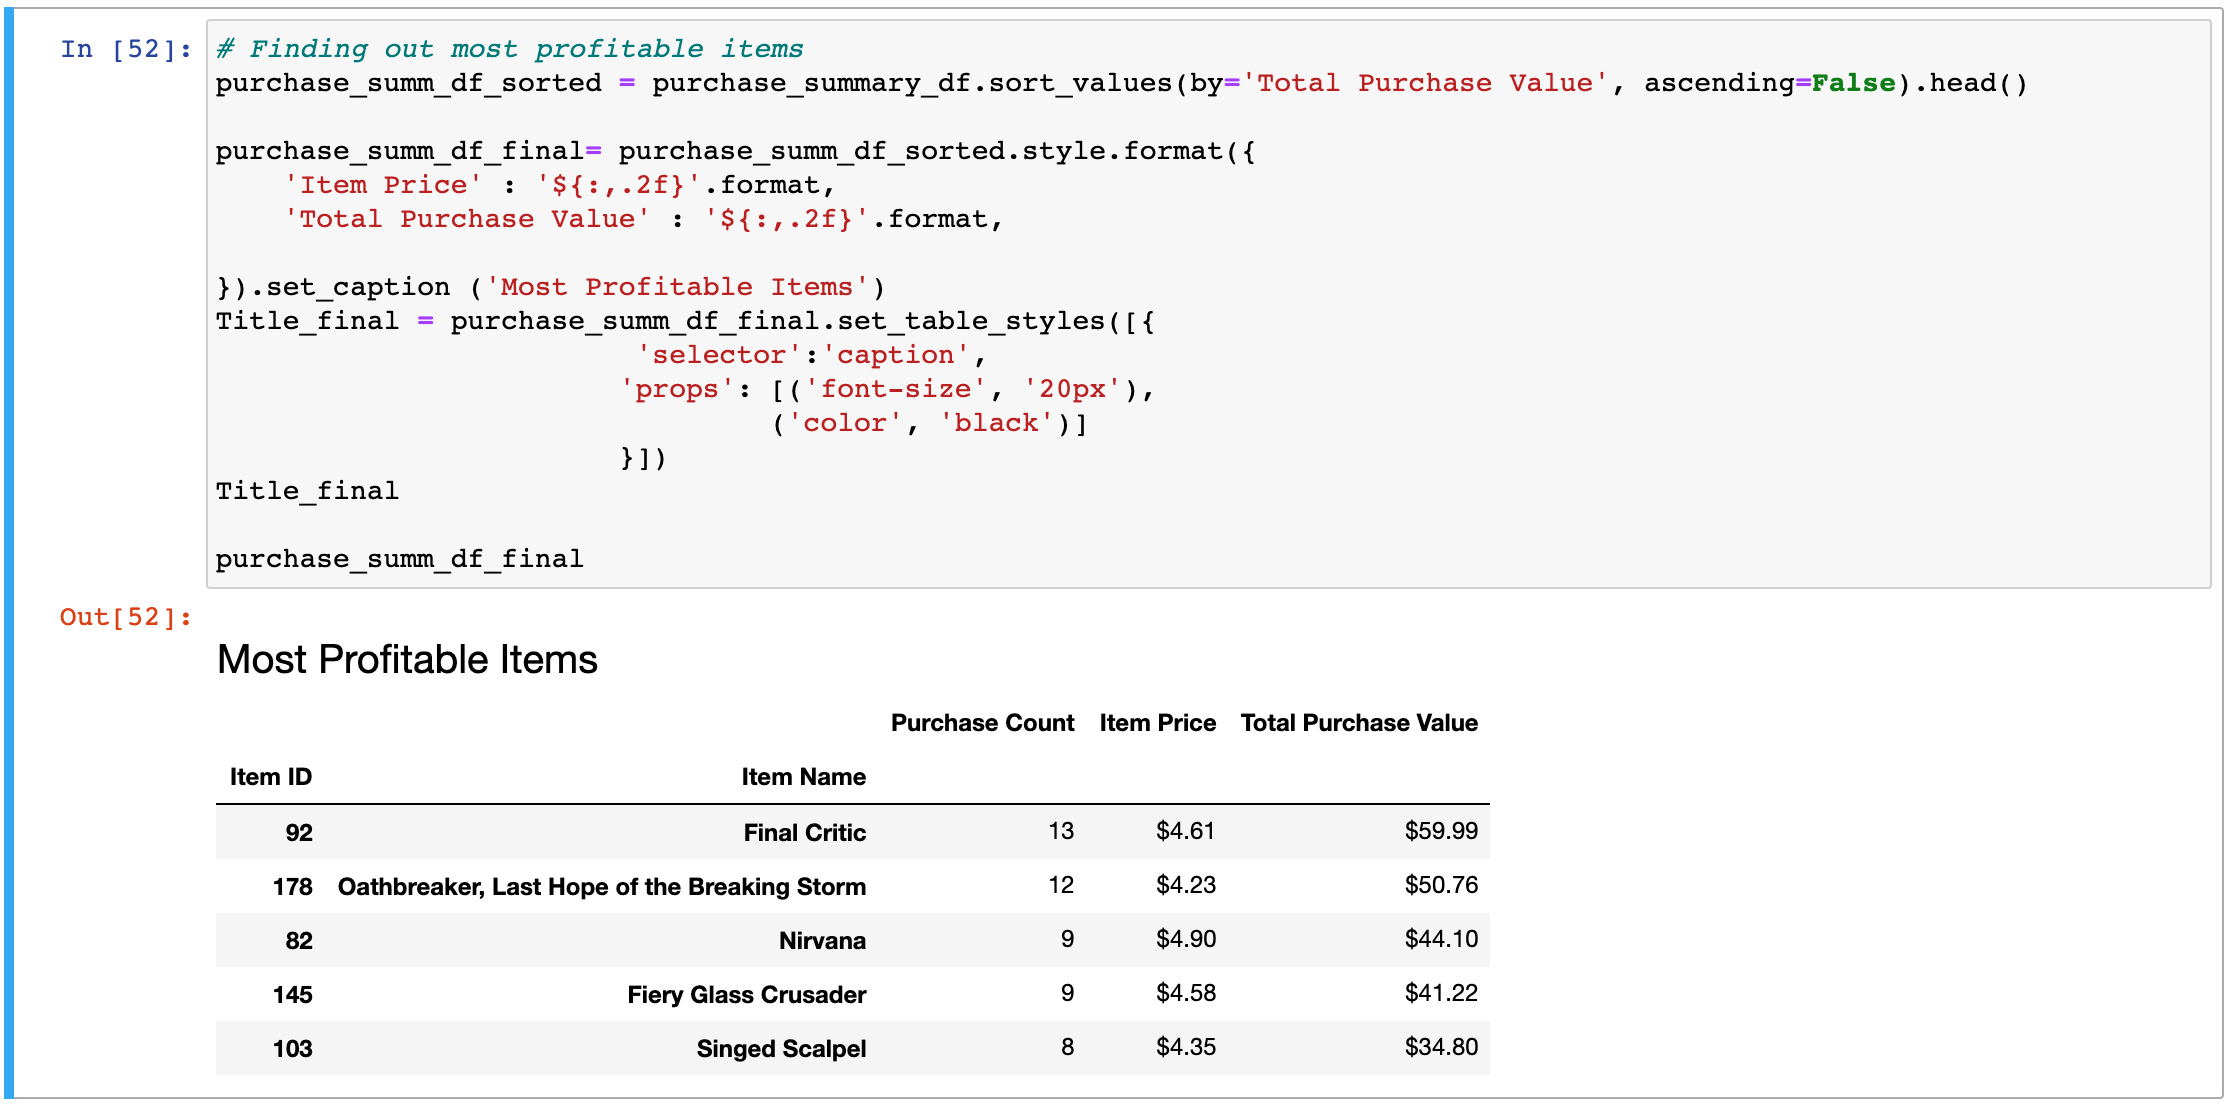 In [52]: # Finding out most profitable items
purchase_summ_df_sorted = purchase_summary_df.sort_values(by='Total Purchase Value', ascending=False).head()
purchase_summ_df_final= purchase_summ_df_sorted.style.format({
    'Item Price' : '${:,.2f}'.format,
    'Total Purchase Value' : '${:,.2f}'.format,
}).set_caption ('Most Profitable Items')
Title_final = purchase_summ_df_final.set_table_styles([{
                         'selector':'caption',
                        'props': [('font-size', '20px'),
                                 ('color', 'black')]
                        }])
Title_final
purchase_summ_df_final
Out[52]:
Most Profitable Items
Purchase Count Item Price Total Purchase Value
Item ID Item Name
92 Final Critic 13 $4.61 $59.99
178 Oathbreaker, Last Hope of the Breaking Storm 12 $4.23 $50.76
82 Nirvana 9 $4.90 $44.10
145 Fiery Glass Crusader 9 $4.58 $41.22
103 Singed Scalpel 8 $4.35 $34.80